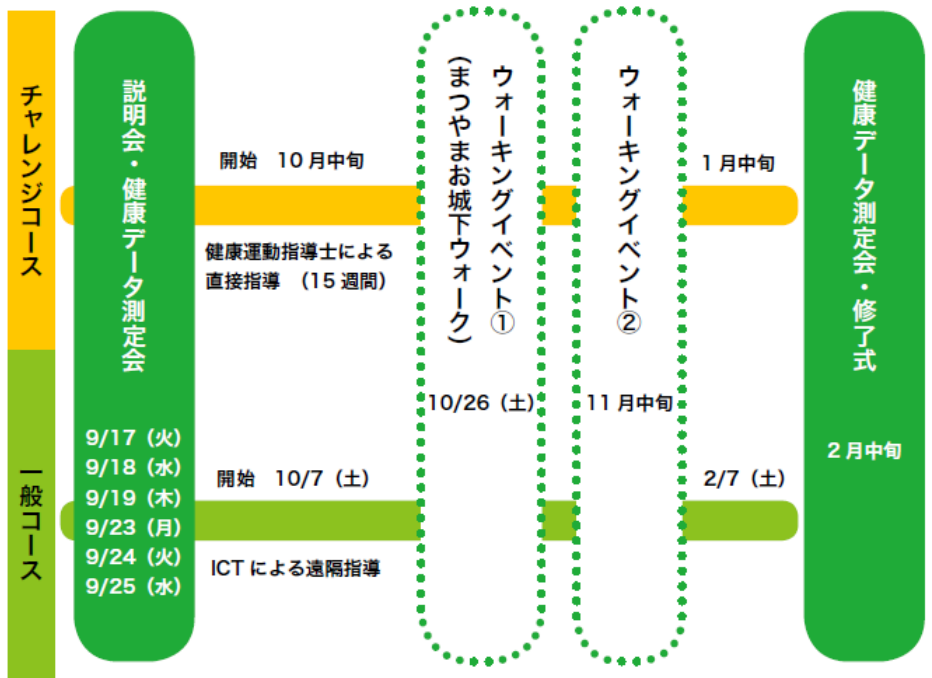 チャレンジコース
一般コース
説明会・健康データ測定会
9/17（火）
9/18（水）
9/19（木）
9/23（月）
9/24（火）
9/25（水）
開始　10月中旬
健康運動指導士による
直接指導　（15週間）
開始　10/7（土）
ICTによる遠隔指導
ウォーキングイベント①
(まつやまお城下ウォーク)
10/26（土）
ウォーキングイベント②
11月中旬
1月中旬
2/7（土）
健康データ測定会・修了式
2月中旬